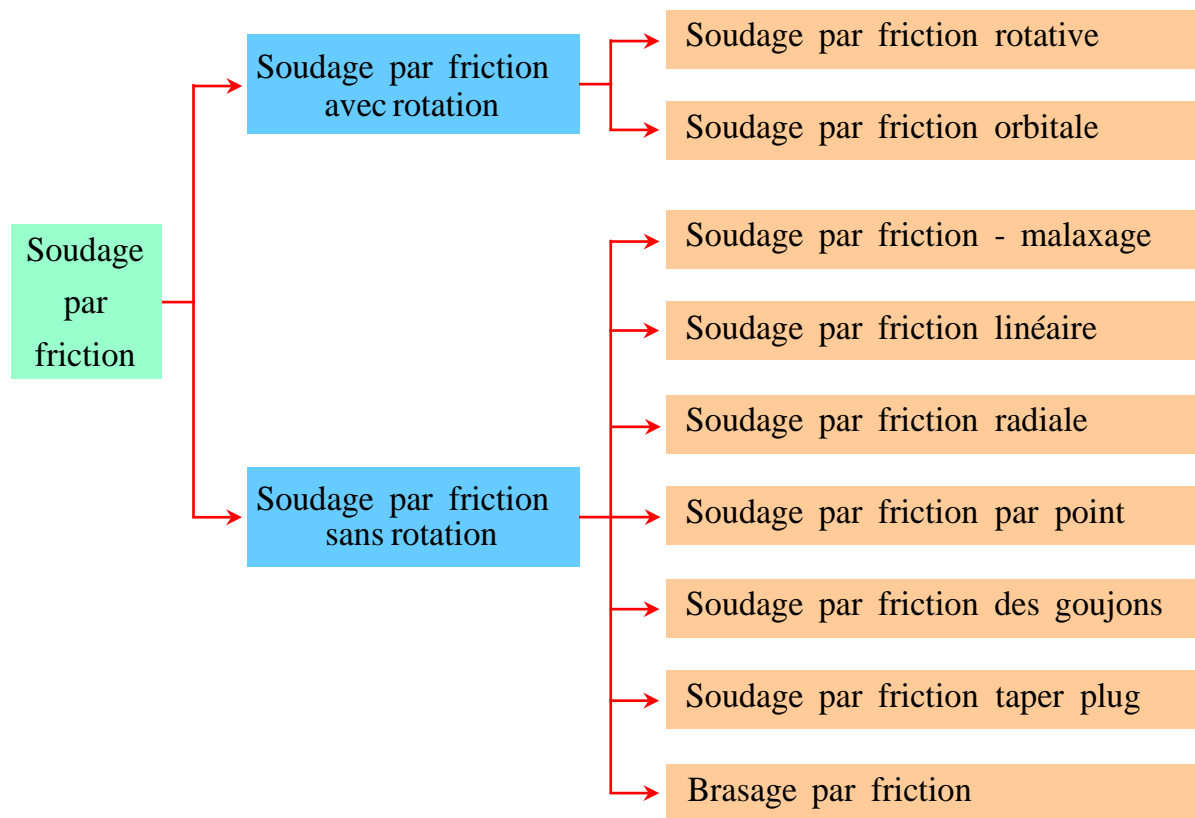 Soudage
par
friction
Soudage par friction
avec rotation
Soudage par friction rotative
Soudage par friction orbitale
Soudage par friction
sans rotation
Soudage par friction - malaxage
Soudage par friction linéaire
Soudage par friction radiale
Soudage par friction par point
Soudage par friction des goujons
Soudage par friction taper plug
Brasage par friction